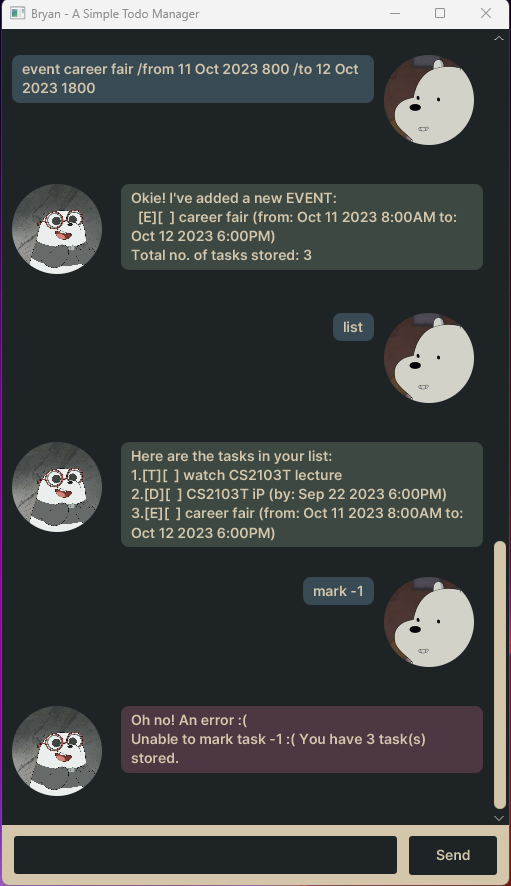 Bryan - A Simple Todo Manager
event career fair /from 11 Oct 2023 800 /to 12 Oct
2023 1800
Okie! I've added a new EVENT:
[E][ ] career fair (from: Oct 11 2023 8:00AM to:
Oct 12 2023 6:00PM)
Total no. of tasks stored: 3
list
Here are the tasks in your list:
1.[T][ ] watch CS2103T lecture
2.[D][ ] CS2103T iP (by: Sep 22 2023 6:00PM)
3.[E][ ] career fair (from: Oct 11 2023 8:00AM to:
Oct 12 2023 6:00PM)
mark -1
Oh no! An error :(
Unable to mark task -1 :( You have 3 task(s)
stored.
Send